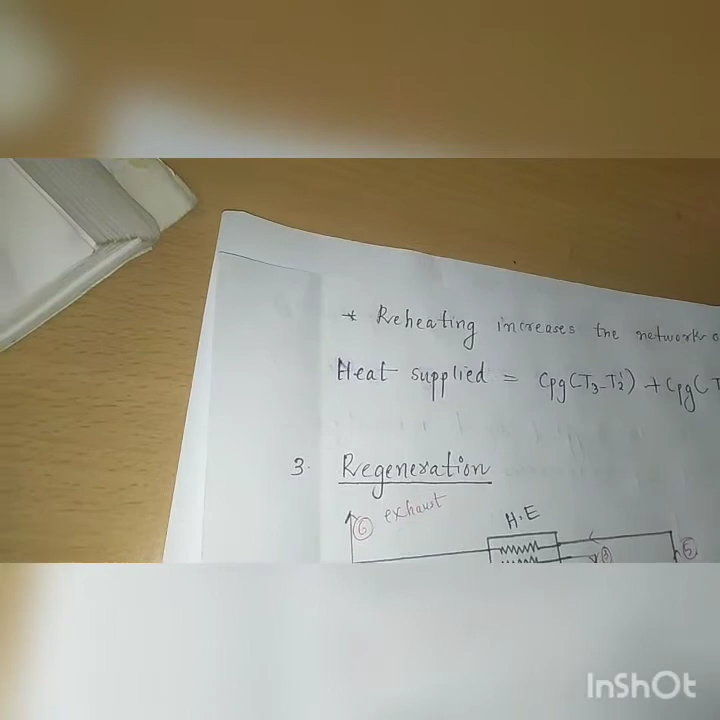 * Reheating increases the network o
Heat supplied = Cpg(T3-T2') + Cpg(T
3. Regeneration
6 exhaust
H.E
5
InShOt